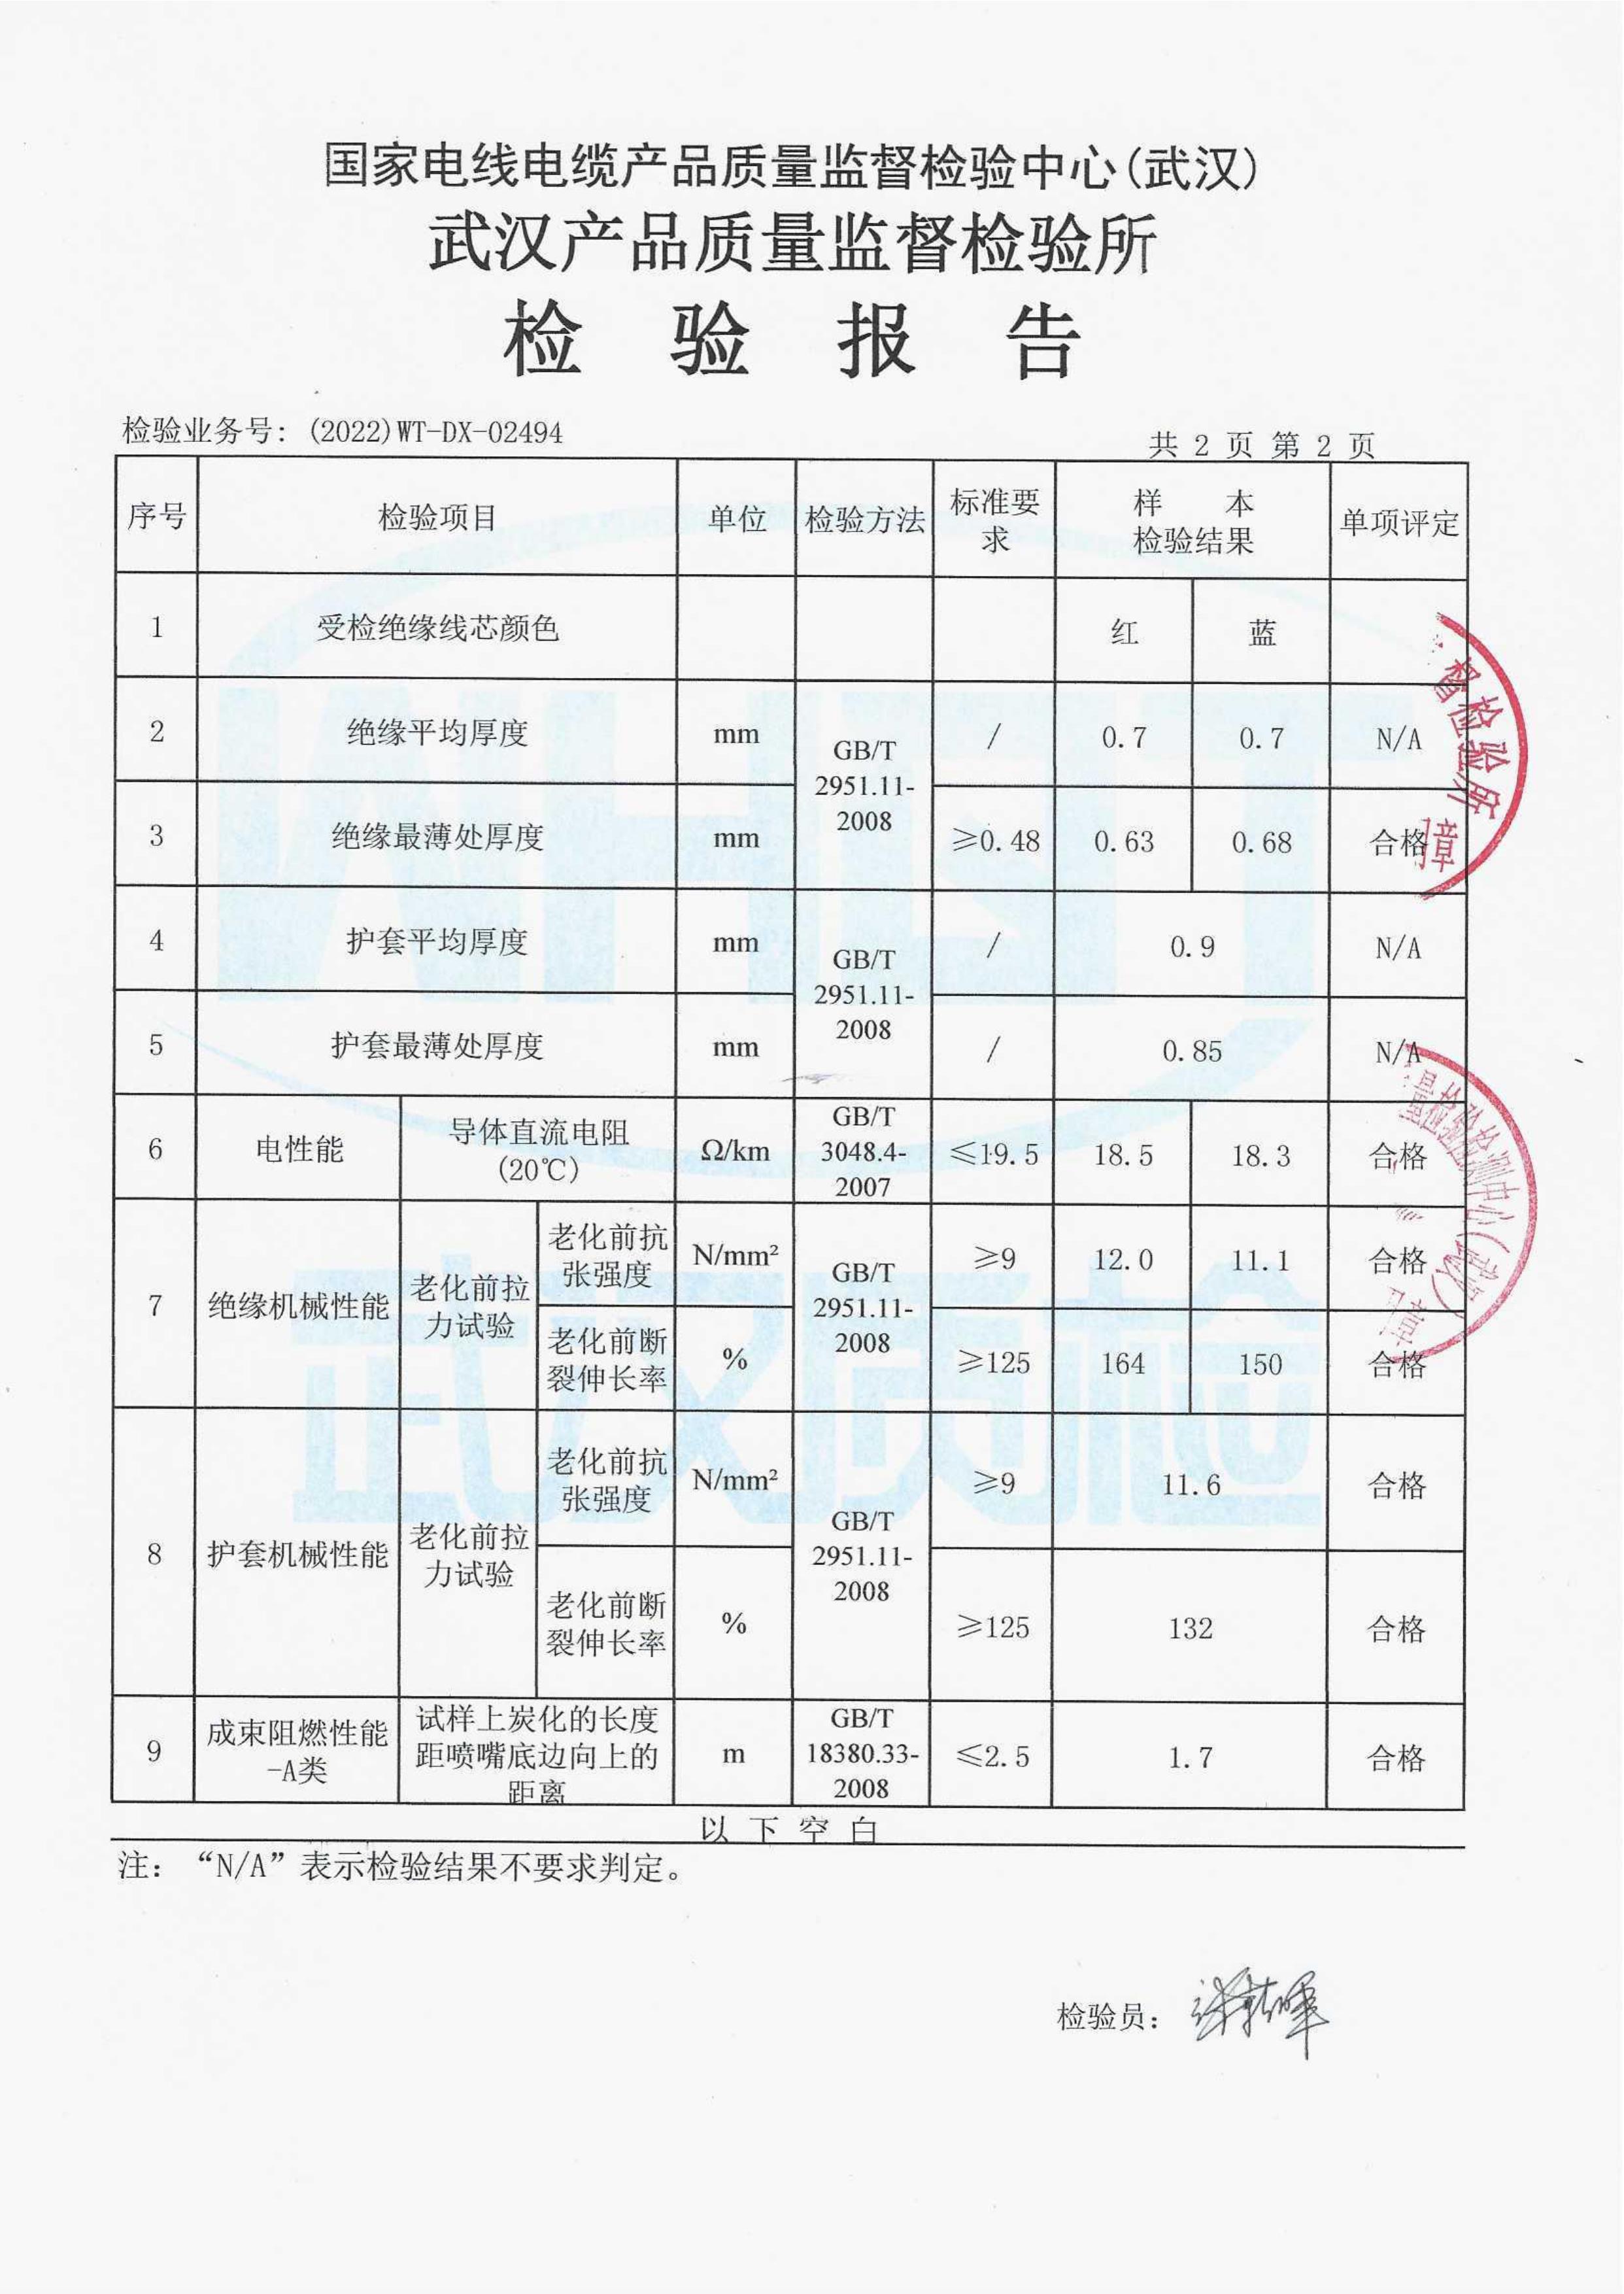 国家电线电缆产品质量监督检验中心(武汉)
武汉产品质量监督检验所
检 验 报 告
检验业务号: (2022)WT-DX-02494
共 2 页 第 2 页
序号 检验项目 单位 检验方法 标准要求 样 本 检验结果 单项评定
1 受检绝缘线芯颜色 红 蓝
2 绝缘平均厚度 mm GB/T 2951.11-2008 / 0.7 0.7 N/A
3 绝缘最薄处厚度 mm ≥0.48 0.63 0.68 合格
4 护套平均厚度 mm GB/T 2951.11-2008 / 0.9 N/A
5 护套最薄处厚度 mm / 0.85 N/A
6 电性能 导体直流电阻(20℃) Ω/km GB/T 3048.4-2007 ≤19.5 18.5 18.3 合格
7 绝缘机械性能 老化前拉力试验 老化前抗张强度 N/mm² GB/T 2951.11-2008 ≥9 12.0 11.1 合格
老化前断裂伸长率 % ≥125 164 150 合格
8 护套机械性能 老化前拉力试验 老化前抗张强度 N/mm² GB/T 2951.11-2008 ≥9 11.6 合格
老化前断裂伸长率 % ≥125 132 合格
9 成束阻燃性能-A类 试样上炭化的长度距喷嘴底边向上的距离 m GB/T 18380.33-2008 ≤2.5 1.7 合格
以 下 空 白
注: “N/A”表示检验结果不要求判定。
检验员:
督检验所
检验检测中心(武汉)
武汉质检